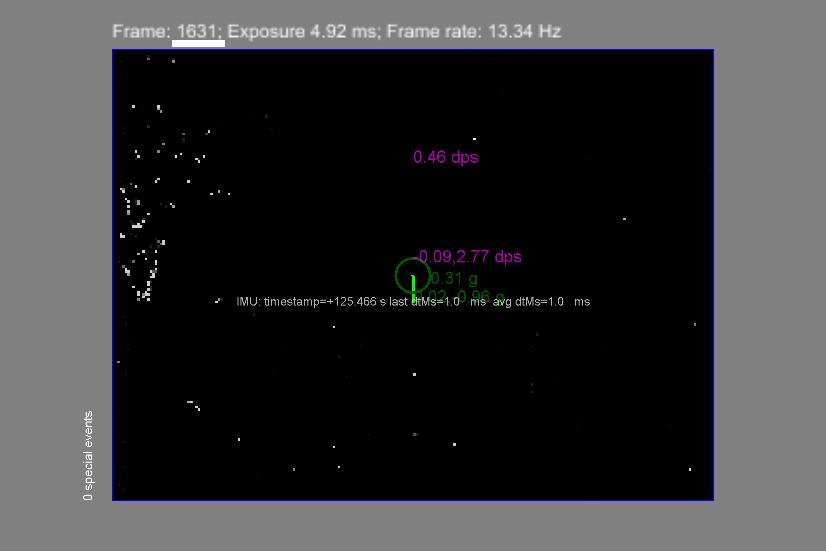 Frame: 1631; Exposure 4.92 ms; Frame rate: 13.34 Hz
0.46 dps
-0.09,2.77 dps
0.31 g
0.96 g
IMU: timestamp=+125.466 s last dtMs=1.0 ms avg dtMs=1.0 ms
0 special events